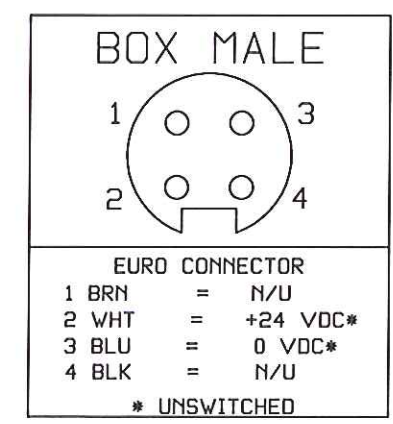 BOX MALE
1 3
2 4
EURO CONNECTOR
1 BRN = N/U
2 WHT = +24 VDC*
3 BLU = 0 VDC*
4 BLK = N/U
* UNSWITCHED